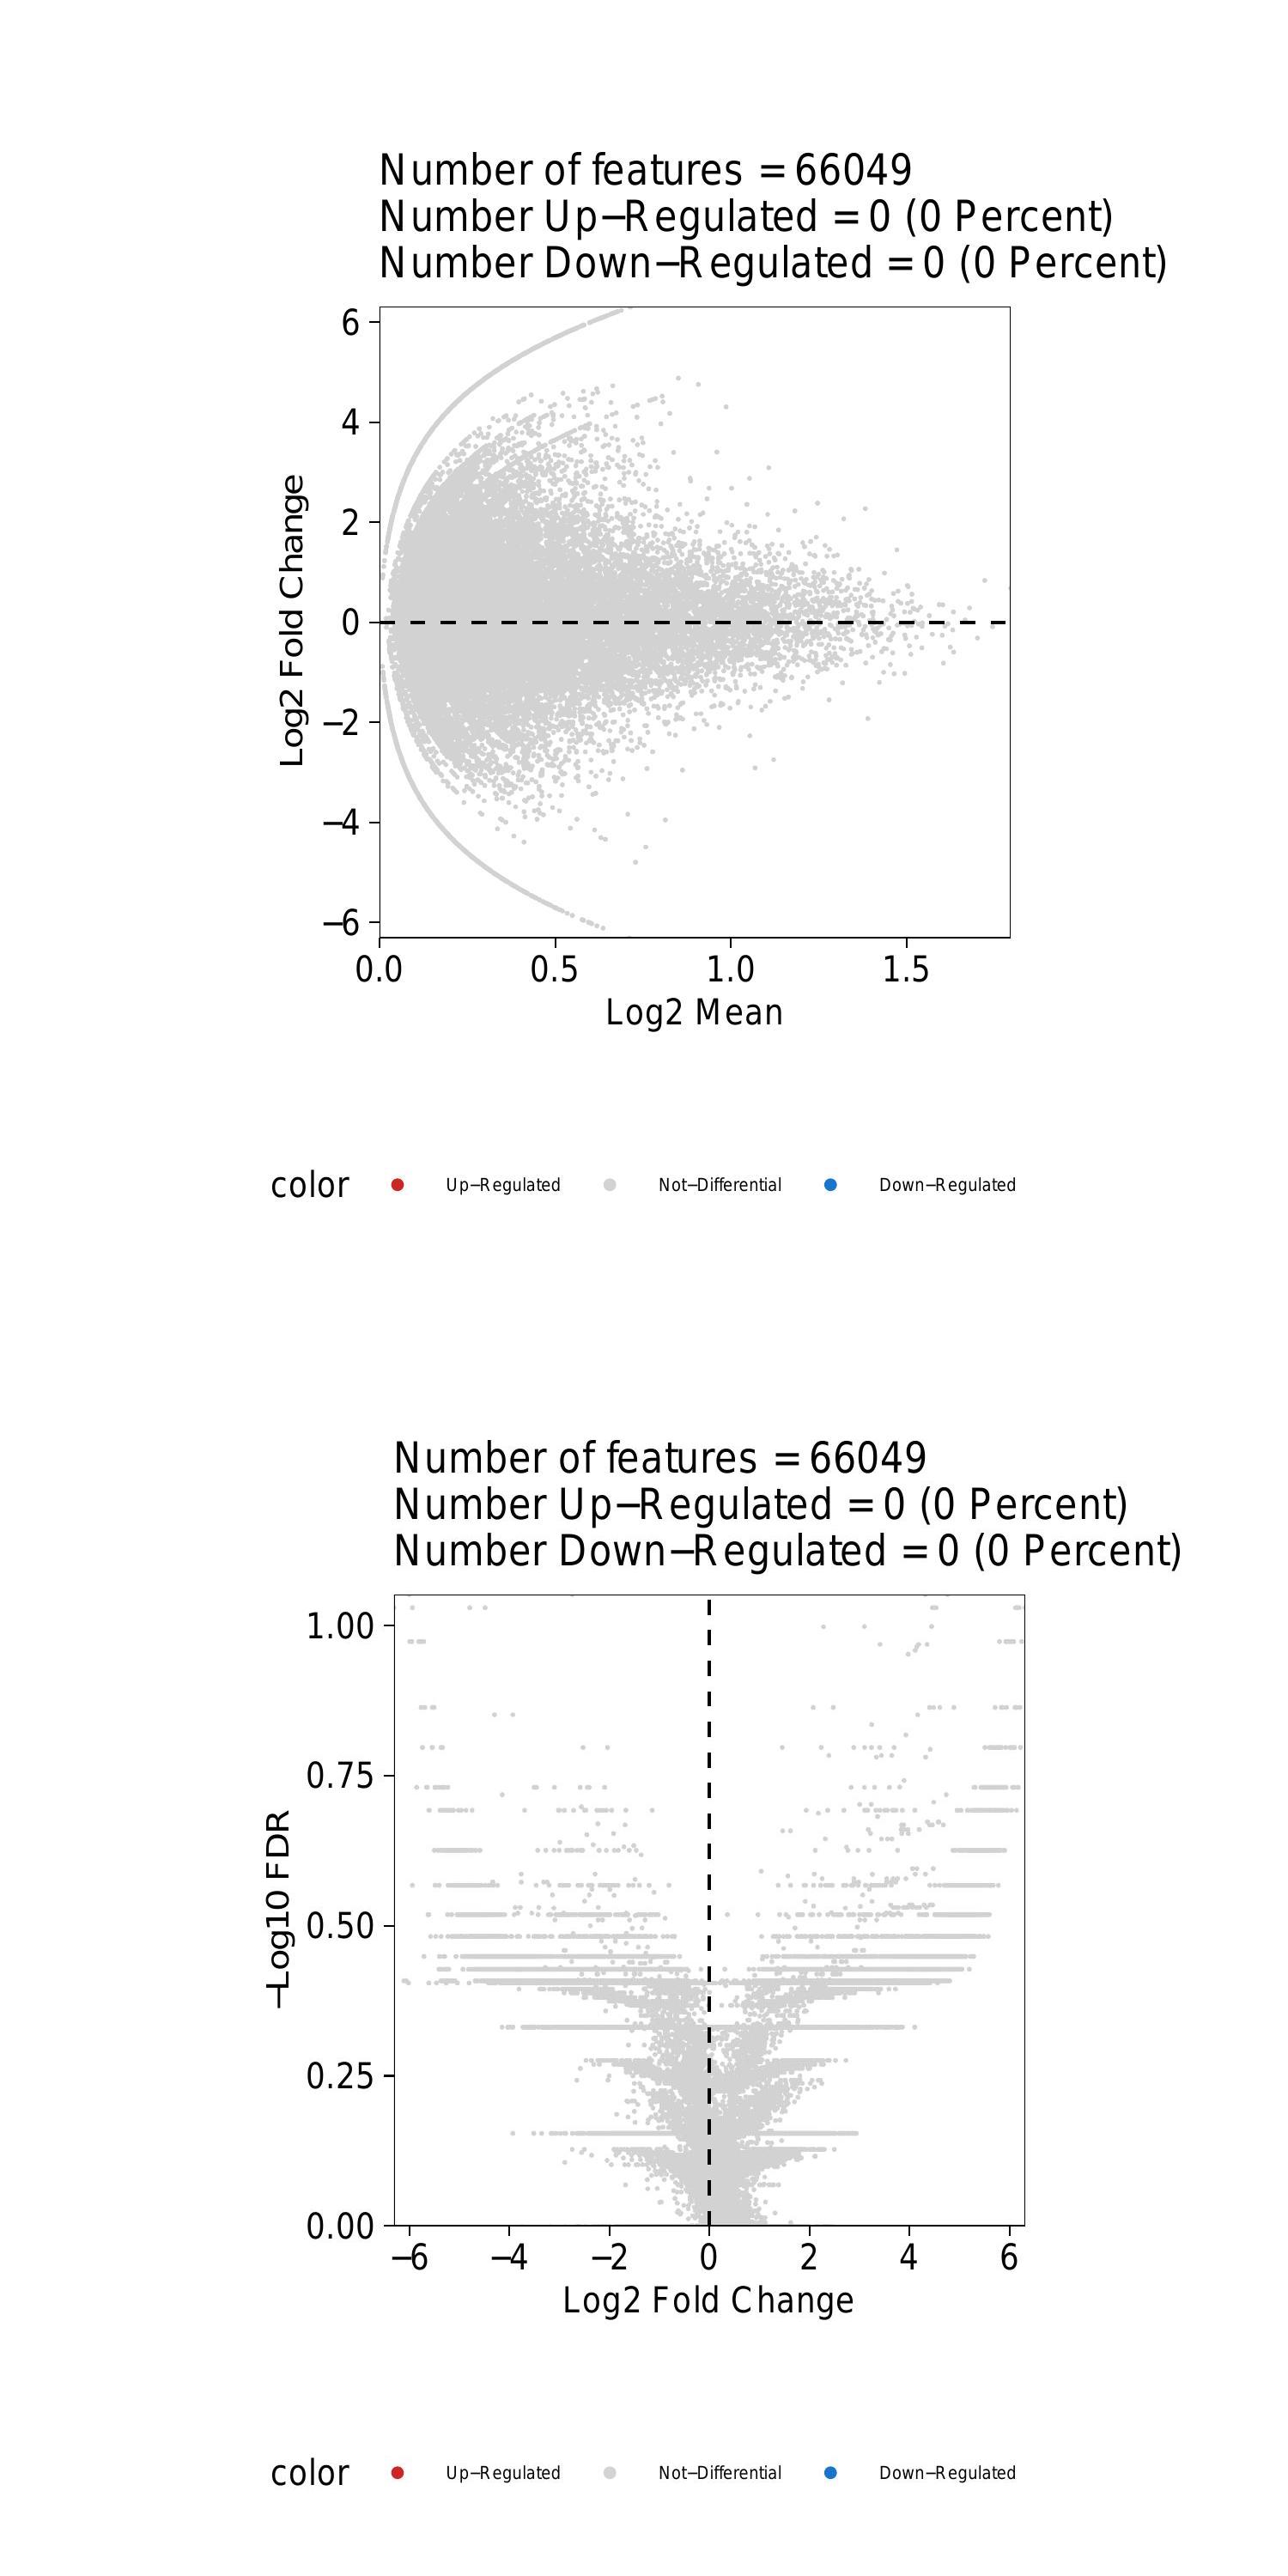 Number of features = 66049
Number Up−Regulated = 0 (0 Percent)
Number Down−Regulated = 0 (0 Percent)
6
4
2
0
−2
−4
−6
Log2 Fold Change
0.0 0.5 1.0 1.5
Log2 Mean
color Up−Regulated Not−Differential Down−Regulated
Number of features = 66049
Number Up−Regulated = 0 (0 Percent)
Number Down−Regulated = 0 (0 Percent)
1.00
0.75
0.50
0.25
0.00
−Log10 FDR
−6 −4 −2 0 2 4 6
Log2 Fold Change
color Up−Regulated Not−Differential Down−Regulated